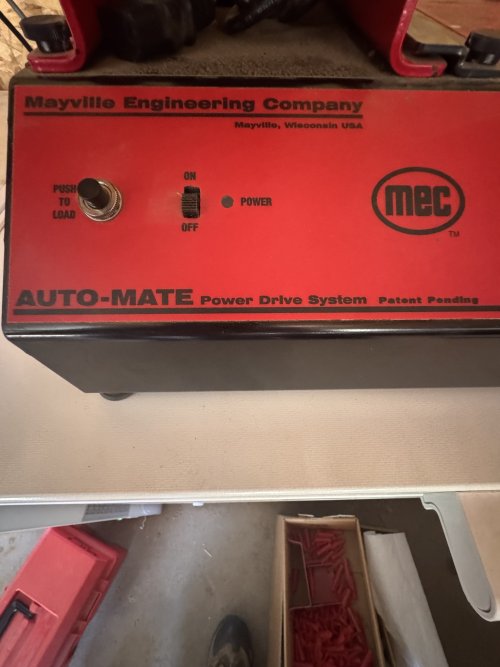 Mayville Engineering Company
Mayville, Wisconsin USA
PUSH
TO
LOAD
ON
OFF
POWER
mec
TM
AUTO-MATE Power Drive System Patent Pending